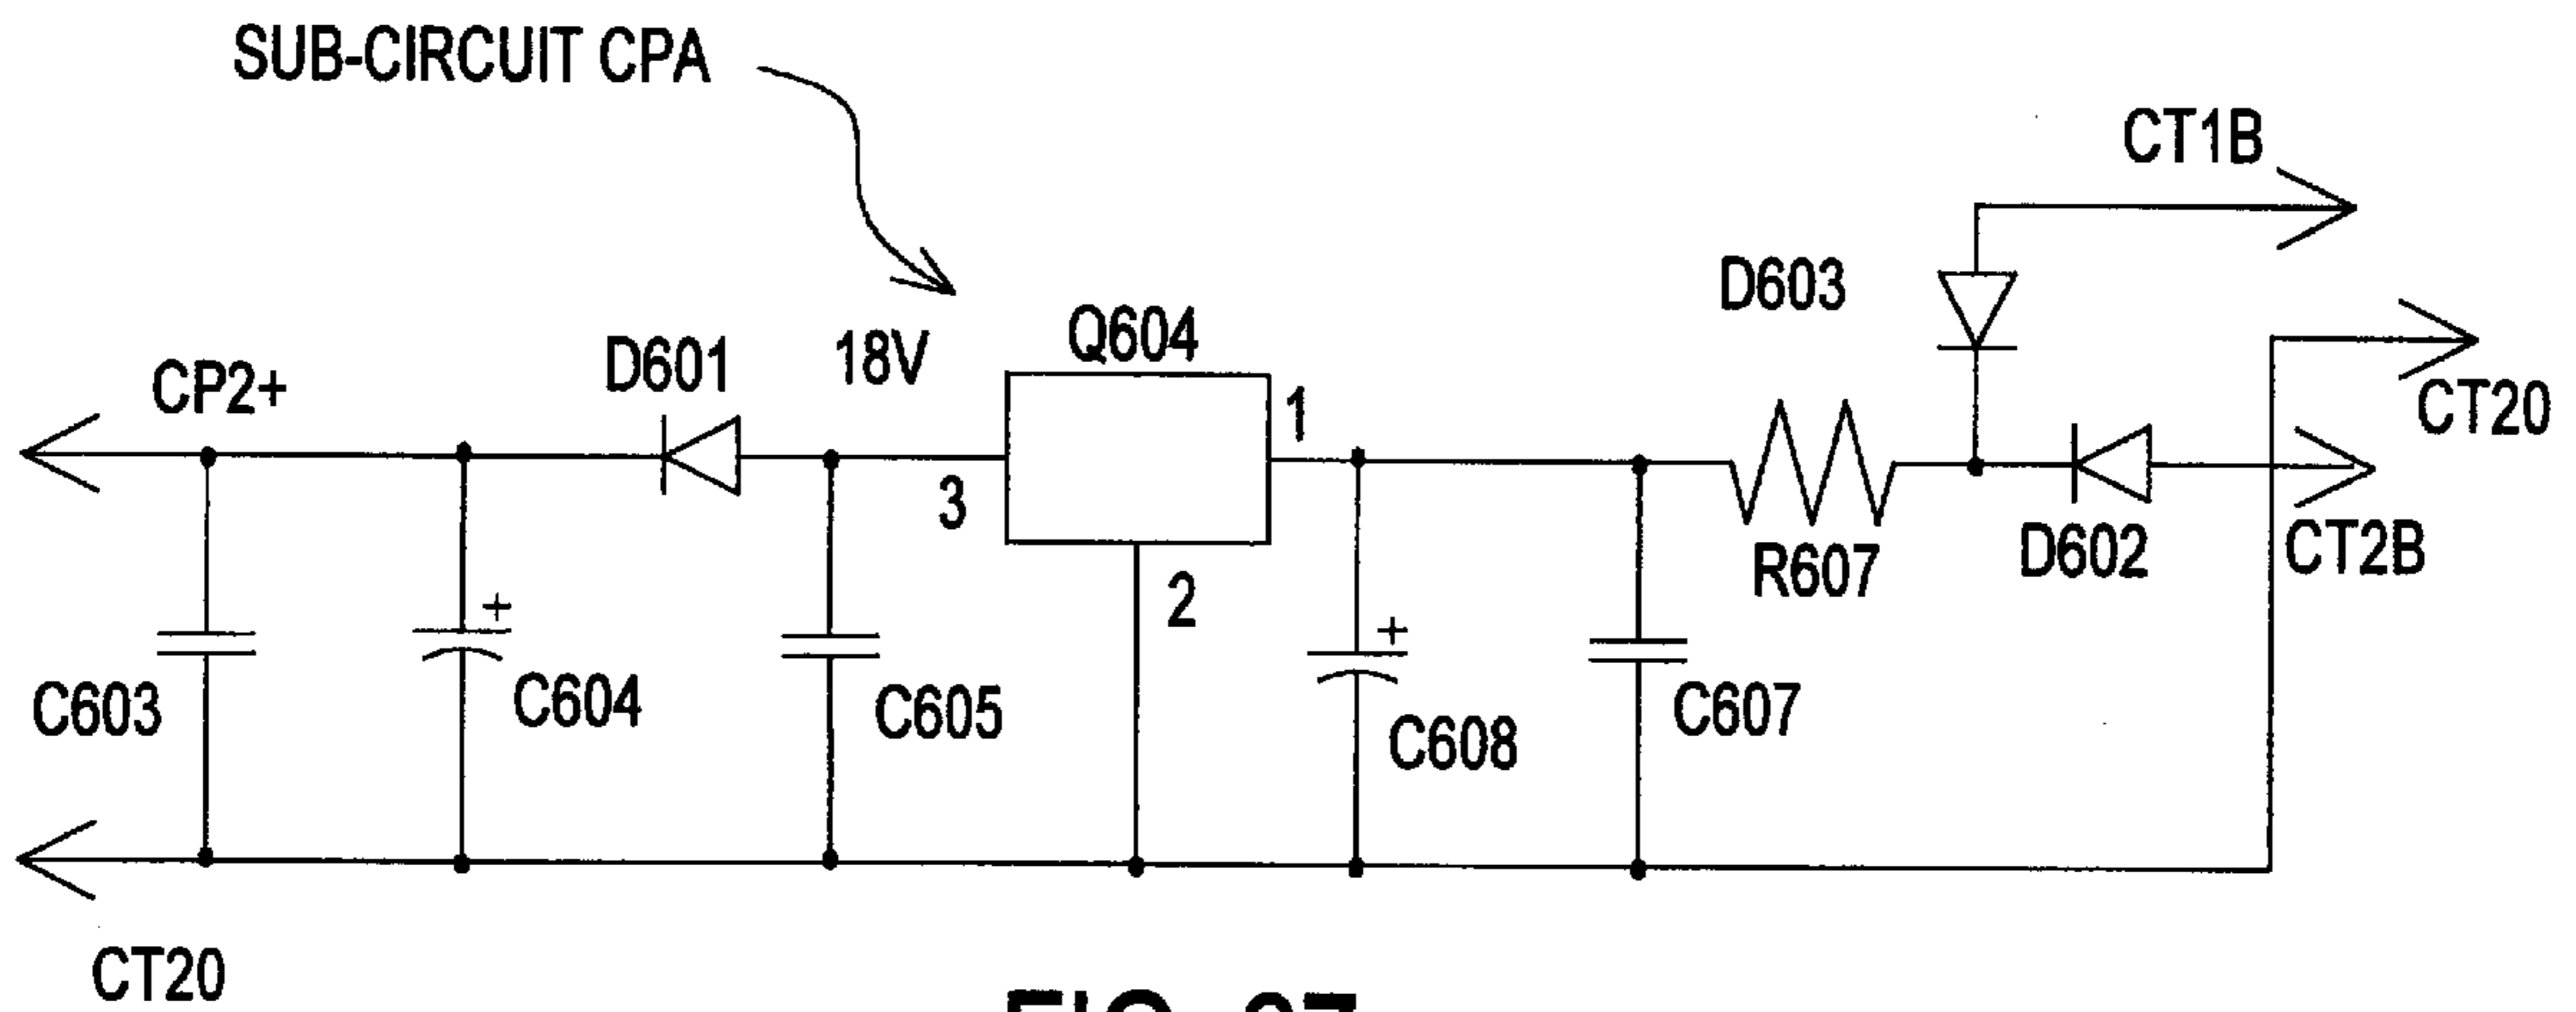 SUB-CIRCUIT CPA
CT1B
D603
Q604
18V
D601
CP2+
1
CT20
3
R607
D602
CT2B
2
+
+
C603
C604
C605
C608
C607
CT20